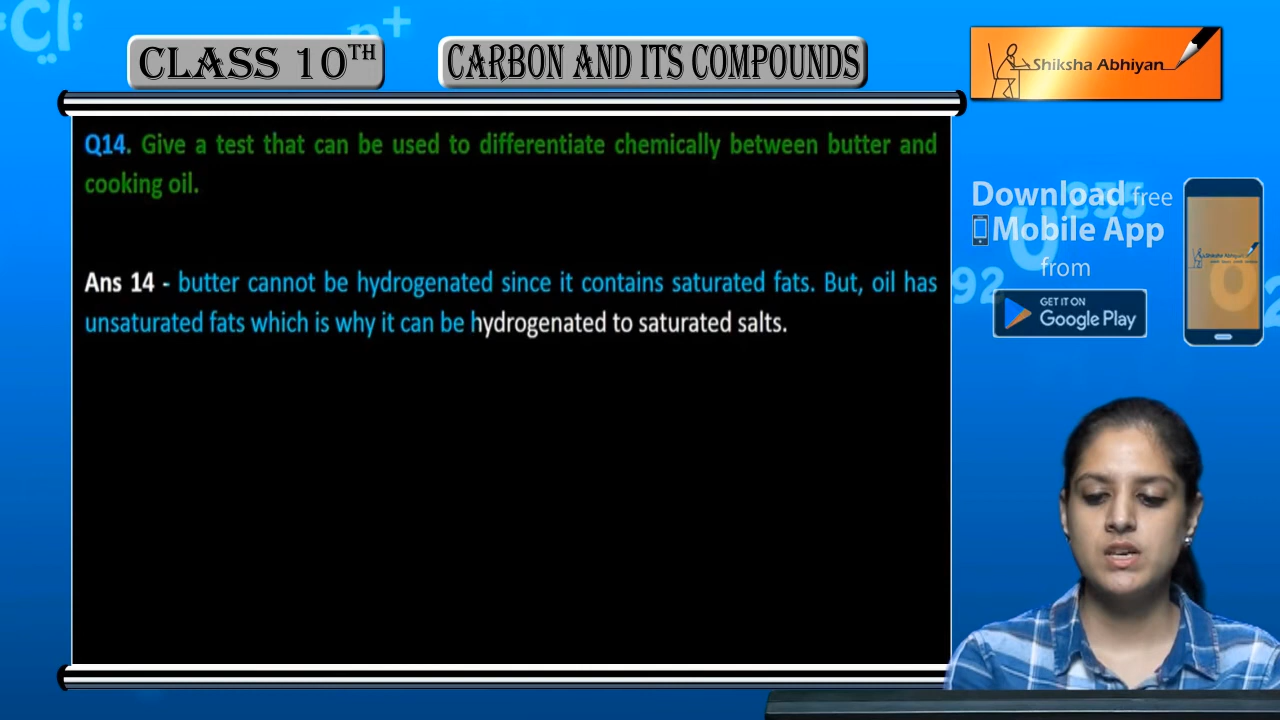 :Cl:
n+
CLASS 10TH
CARBON AND ITS COMPOUNDS
Shiksha Abhiyan
Q14. Give a test that can be used to differentiate chemically between butter and
cooking oil.
Ans 14 - butter cannot be hydrogenated since it contains saturated fats. But, oil has
unsaturated fats which is why it can be hydrogenated to saturated salts.
Download free
Mobile App
from
GET IT ON
Google Play
235
92
U